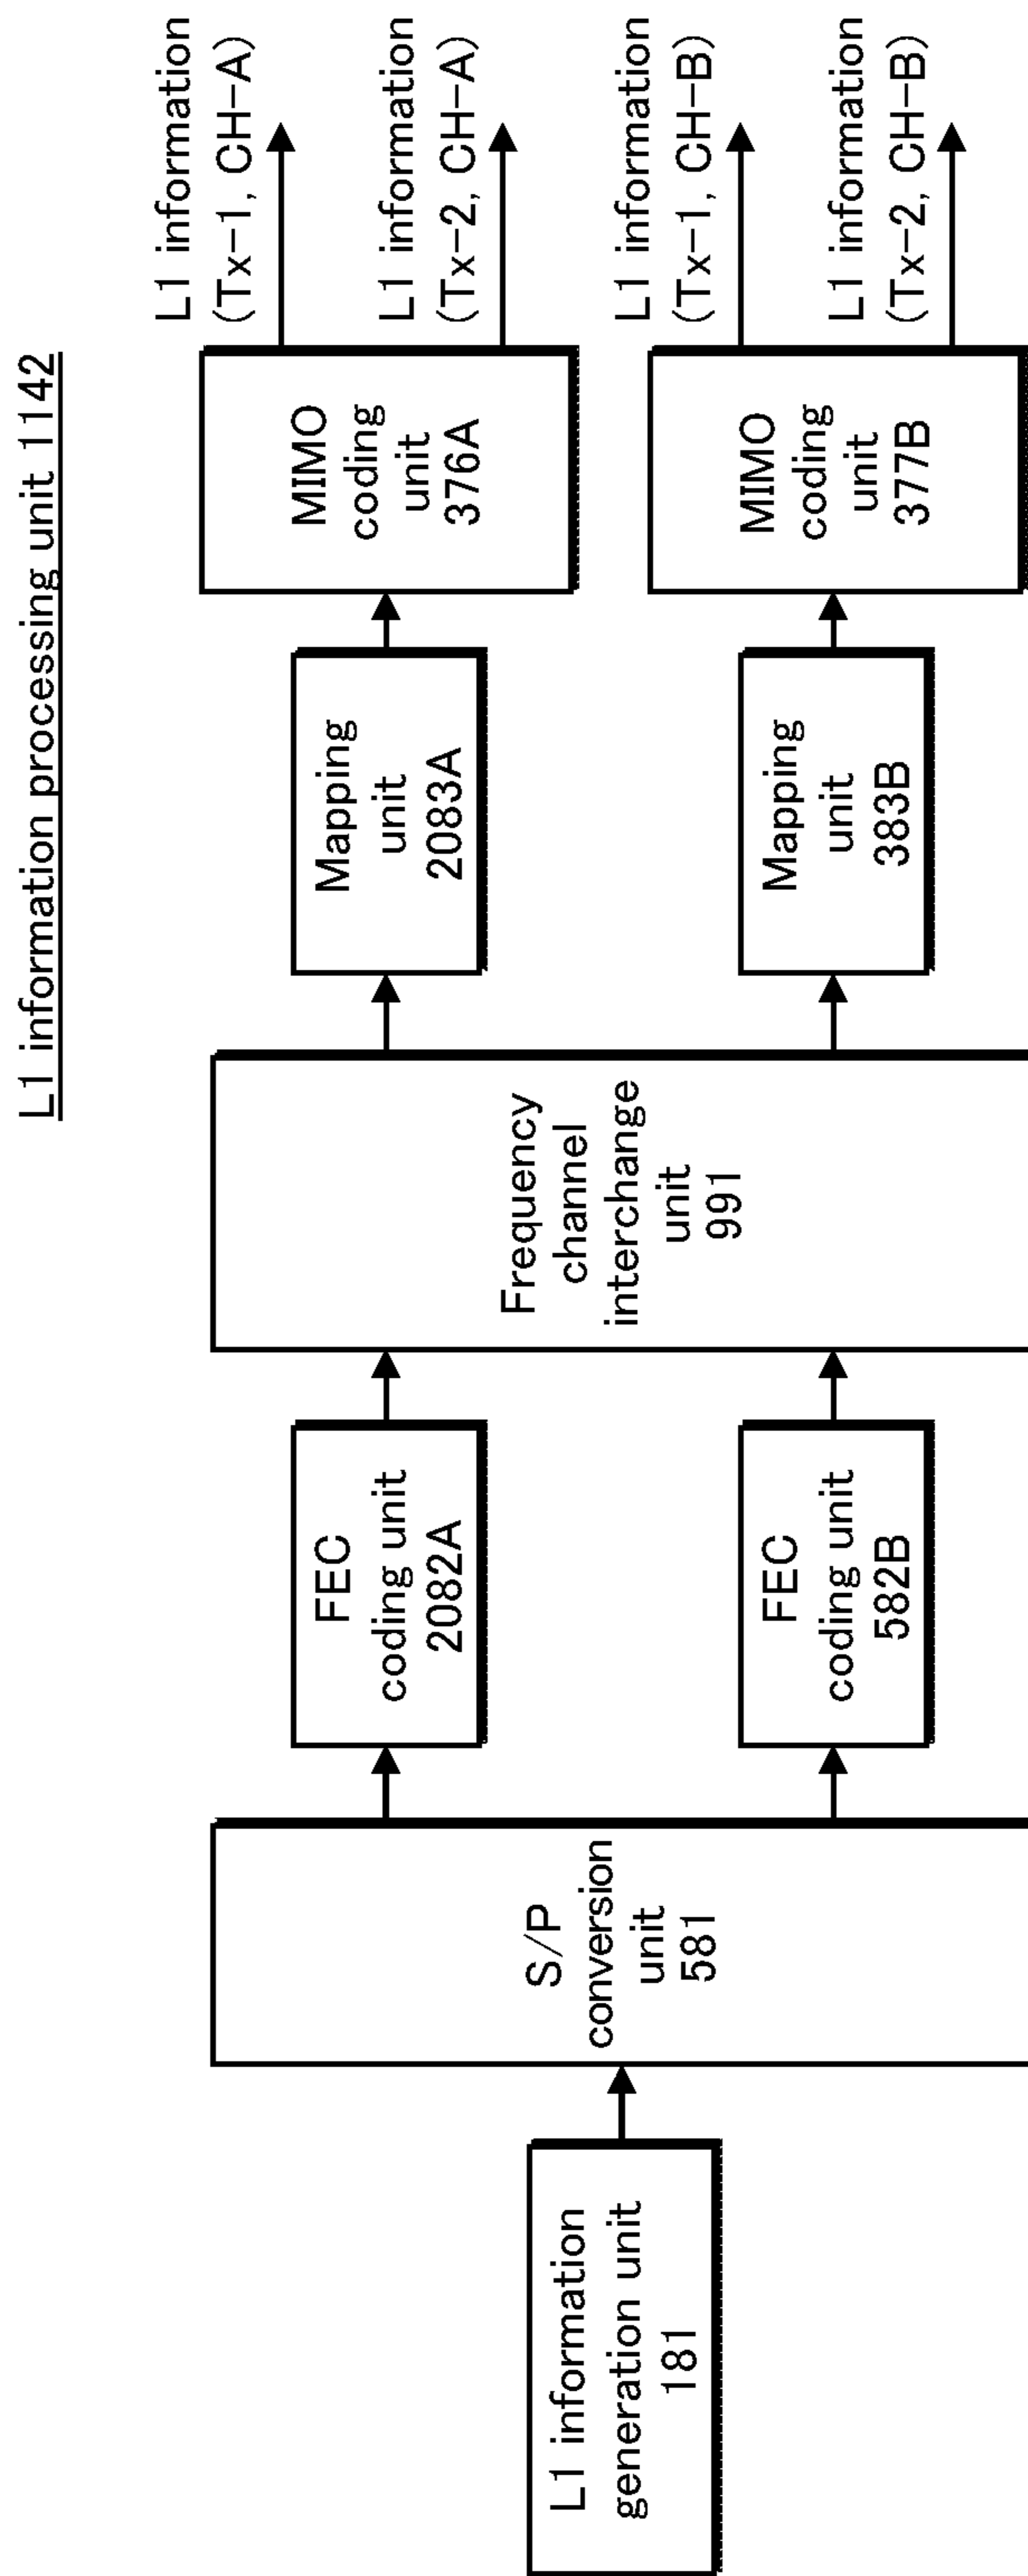 L1 information processing unit 1142
L1 information
generation unit
181
S/P
conversion
unit
581
FEC
coding unit
2082A
FEC
coding unit
582B
Frequency
channel
interchange
unit
991
Mapping
unit
2083A
Mapping
unit
383B
MIMO
coding
unit
376A
MIMO
coding
unit
377B
L1 information
(Tx-1, CH-A)
L1 information
(Tx-2, CH-A)
L1 information
(Tx-1, CH-B)
L1 information
(Tx-2, CH-B)